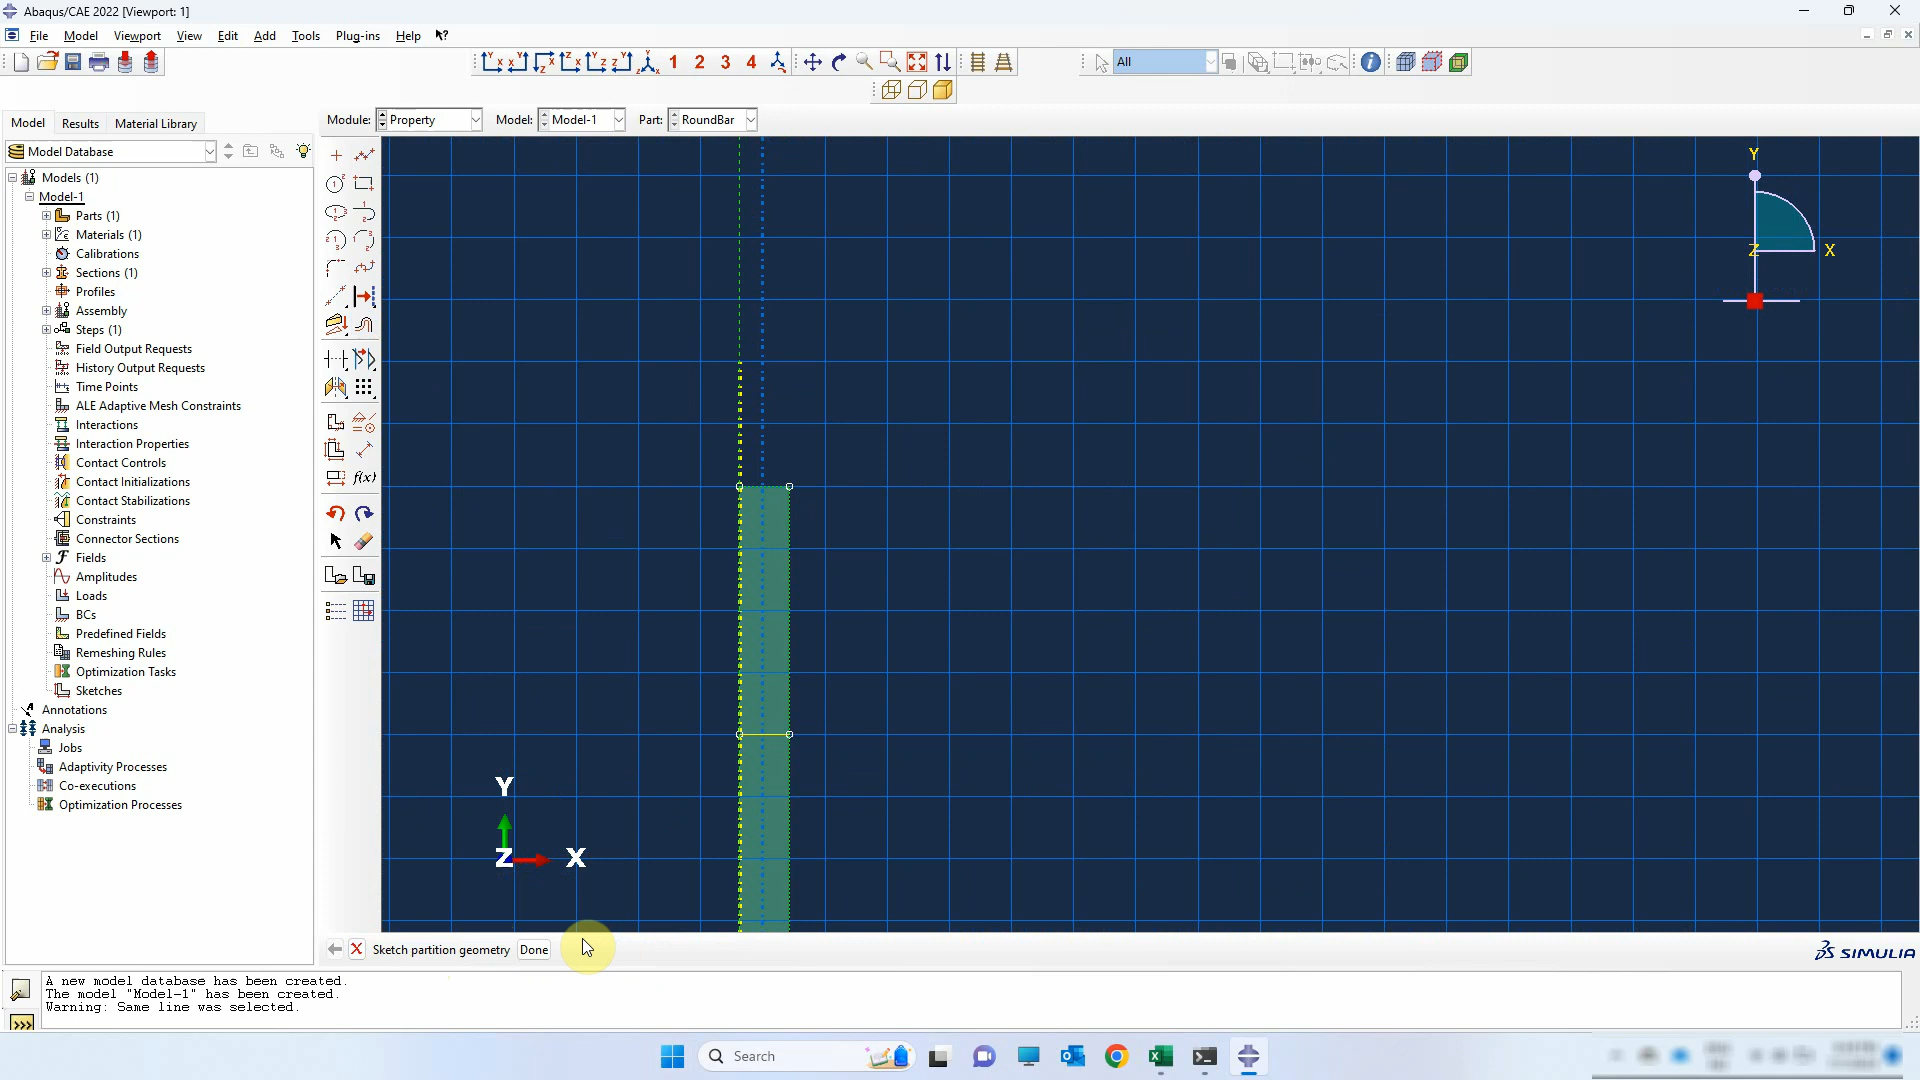 Abaqus/CAE 2022 [Viewport: 1]
File Model Viewport View Edit Add Tools Plug-ins Help
1 2 3 4 All
Model Results Material Library
Module: Property Model: Model-1 Part: RoundBar
Model Database
Models (1)
Model-1
Parts (1)
Materials (1)
Calibrations
Sections (1)
Profiles
Assembly
Steps (1)
Field Output Requests
History Output Requests
Time Points
ALE Adaptive Mesh Constraints
Interactions
Interaction Properties
Contact Controls
Contact Initializations
Contact Stabilizations
Constraints
Connector Sections
Fields
Amplitudes
Loads
BCs
Predefined Fields
Remeshing Rules
Optimization Tasks
Sketches
Annotations
Analysis
Jobs
Adaptivity Processes
Co-executions
Optimization Processes
f(x)
Y
Z X
Y
Z X
Sketch partition geometry Done
SIMULIA
A new model database has been created.
The model "Model-1" has been created.
Warning: Same line was selected.
>>>
Search